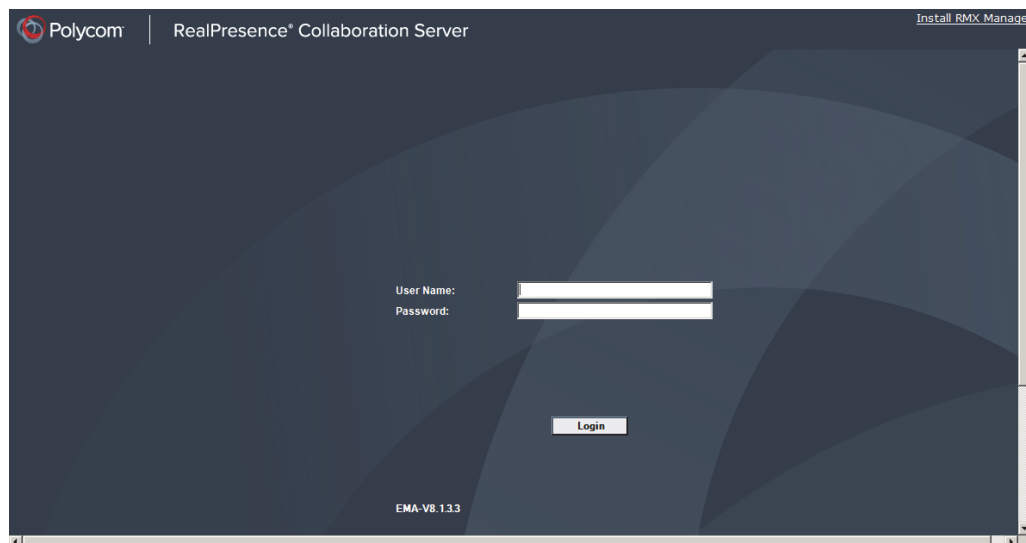 Polycom
RealPresence® Collaboration Server
Install RMX Manage
User Name:
Password:
Login
EMA-V8.1.3.3